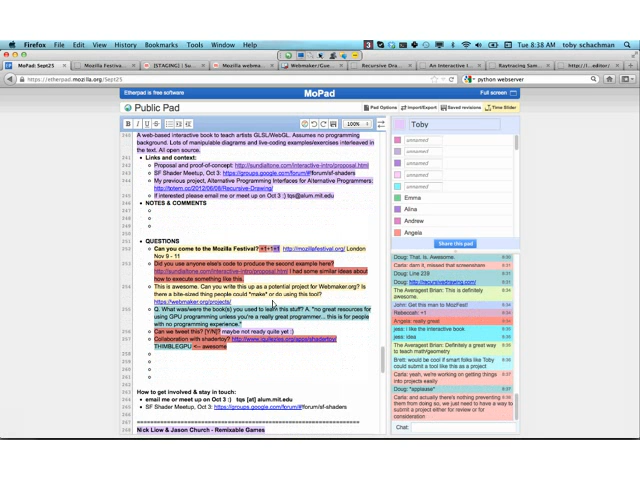 Firefox File Edit View History Bookmarks Tools Window Help
Tue 8:38 AM toby schachman
MoPad: Sept25
Mozilla Festiva...
[STAGING] | Su...
Mozilla webma...
Webmaker/Gue...
Recursive Dra...
An Interactive I...
Raytracing Sam...
https://etherpad.mozilla.org/Sept25
python webserver
Etherpad is free software
MoPad
Full screen
Public Pad
Pad Options
Import/Export
Saved revisions
Time Slider
100%
Toby
A web-based interactive book to teach artists GLSL/WebGL. Assumes no programming
background. Lots of manipulable diagrams and live-coding examples/exercises interleaved in
the text. AI open source.
Links and context:
Proposal and proof-of-concept: http://sundialtone.com/interactive-intro/proposal.html
SF Shader Meetup, Oct 3: https://groups.google.com/forum/#!forum/sf-shaders
My previous project, Alternative Programming Interfaces for Alternative Programmers:
http://totem.cc/2012/06/08/Recursive-Drawing/
If interested please email me or meet up on Oct 3 :) tqs@alum.mit.edu
NOTES & COMMENTS
QUESTIONS
Can you come to the Mozilla Festival? +1+1+1 http://mozillafestival.org/ London
Nov 9 - 11
Did you use anyone else's code to produce the second example here?
http://sundialtone.com/interactive-intro/proposal.html I had some similar ideas about
how to execute something like this.
This is awesome. Can you write this up as a potential project for Webmaker.org? Is
there a bite-sized thing people could "make" or do using this tool?
https://webmaker.org/projects/
Q. What was/were the book(s) you used to learn this stuff? A: "no great resources for
using GPU programming unless you're a really great programmer... this is for people
with no programming experience."
Can we tweet this? [Y/N]? maybe not ready quite yet :)
Collaboration with shadertoy? http://www.iquilezles.org/apps/shadertoy/
THIMBLEGPU <-- awesome
How to get involved & stay in touch:
email me or meet up on Oct 3 :) tqs [at] alum.mit.edu
SF Shader Meetup, Oct 3: https://groups.google.com/forum/#!forum/sf-shaders
Nick Liow & Jason Church - Remixable Games
unnamed
unnamed
unnamed
unnamed
unnamed
Emma
Alina
Andrew
Angela
Share this pad
Doug: That. Is. Awesome.
Carla: darn it, missed that screenshare
Doug: Line 239
Doug: http://recursivedrawing.com/
The Averagest Brian: This is definitely
awesome.
John: Get this man to MozFest!
Rebeccah: +1
Angela: really great
jess: I like the interactive book
jess: idea
The Averagest Brian: Definitely a great way
to teach math/geometry
Brett: would be cool if smart folks like Toby
could submit a tool like this as a project
Carla: yeah, we're working on getting things
into projects easily
Doug: *applause*
Carla: and actually there's nothing preventing
them from doing so, we just need to have a way to
submit a project either for review or for
consideration
Chat: